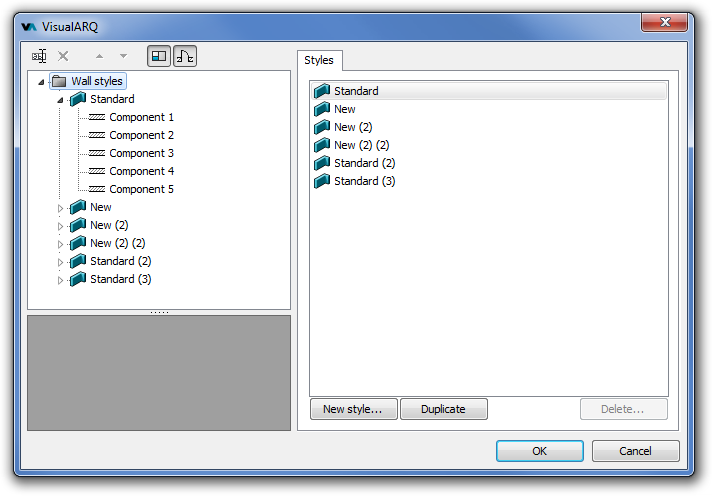 VisualARQ
Styles
Wall styles
Standard
Component 1
Component 2
Component 3
Component 4
Component 5
New
New (2)
New (2) (2)
Standard (2)
Standard (3)
Standard
New
New (2)
New (2) (2)
Standard (2)
Standard (3)
New style...
Duplicate
Delete...
OK
Cancel